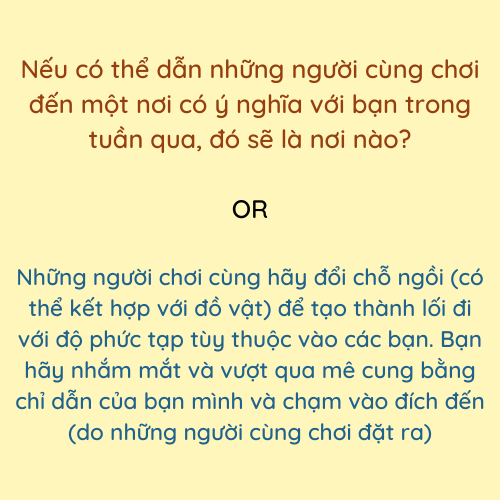 Nếu có thể dẫn những người cùng chơi
đến một nơi có ý nghĩa với bạn trong
tuần qua, đó sẽ là nơi nào?
OR
Những người chơi cùng hãy đổi chỗ ngồi (có
thể kết hợp với đồ vật) để tạo thành lối đi
với độ phức tạp tùy thuộc vào các bạn. Bạn
hãy nhắm mắt và vượt qua mê cung bằng
chỉ dẫn của bạn mình và chạm vào đích đến
(do những người cùng chơi đặt ra)